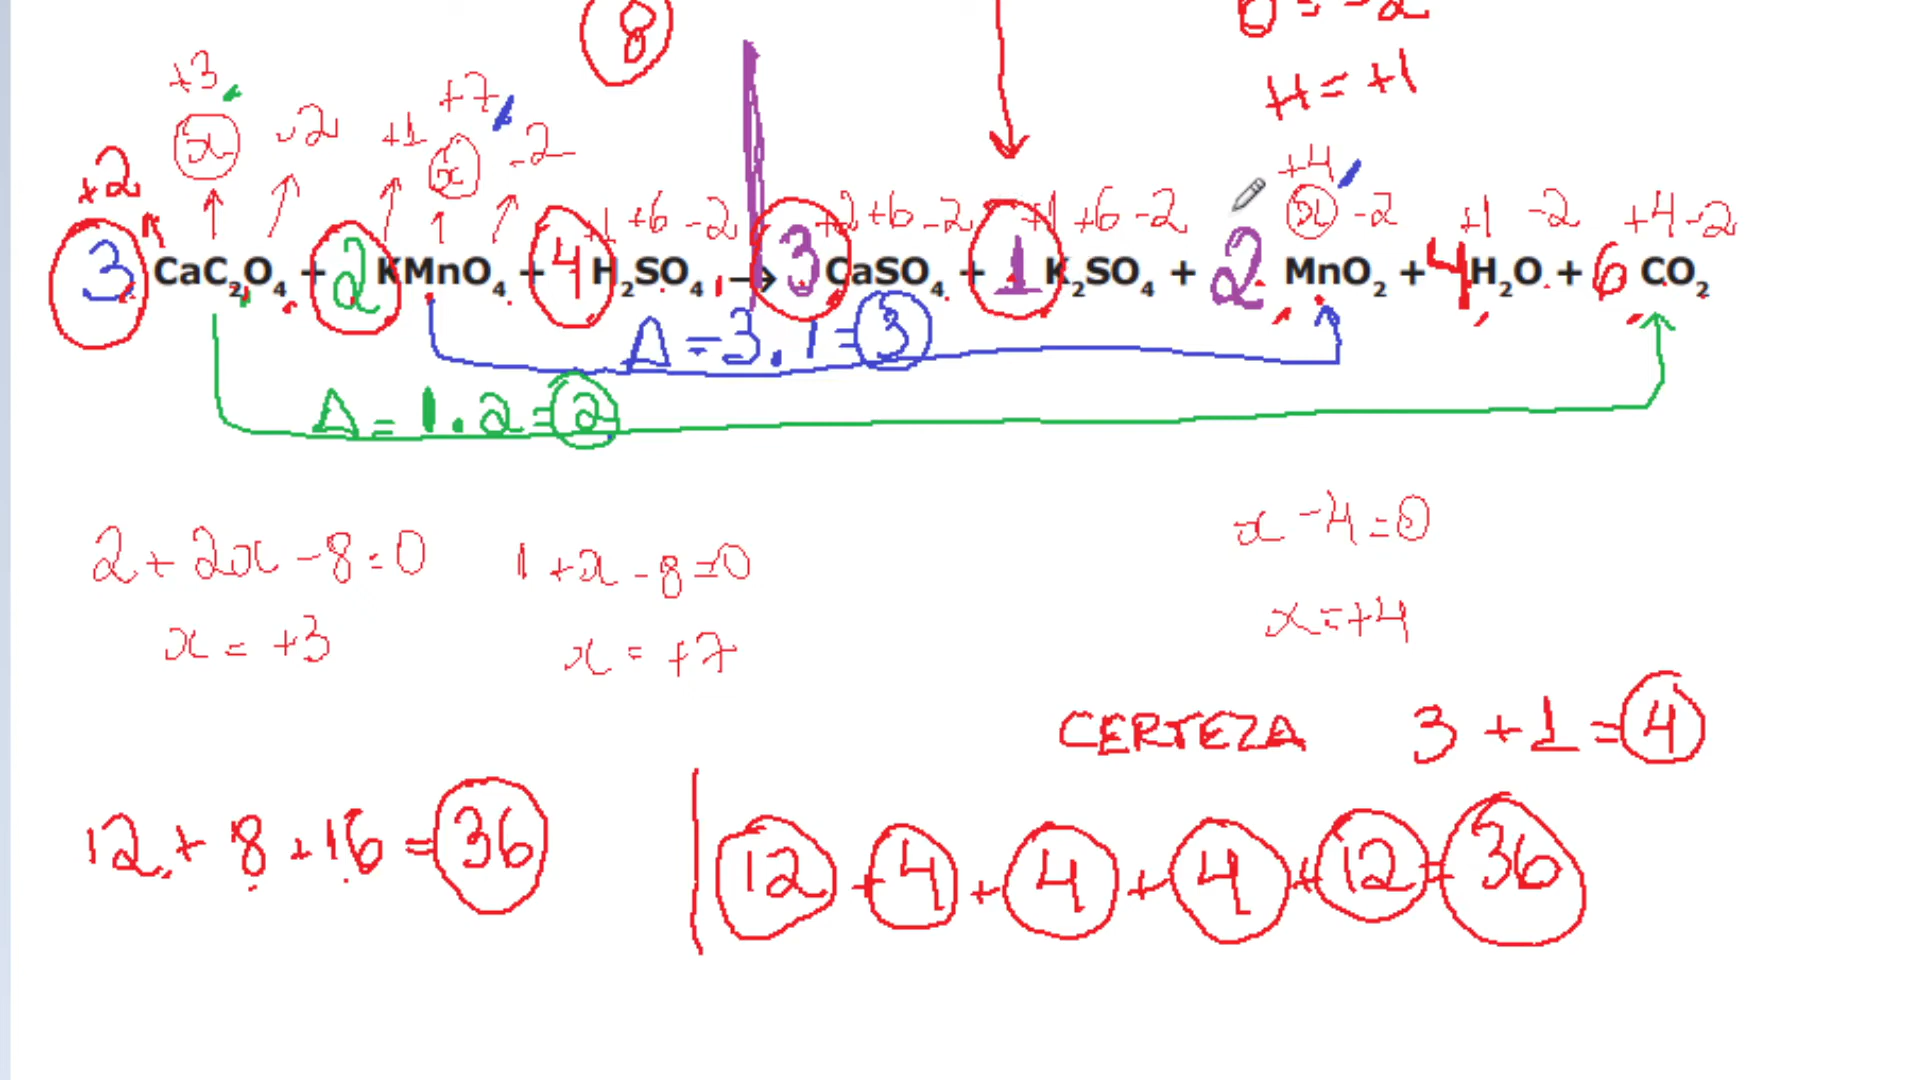 8
O = -2
H = +1
+3 +7 +4
+2 x -2 +1 x -2 +1 +6 -2 +2 +6 -2 +1 +6 -2 x -2 +1 -2 +4 -2
3 CaC₂O₄ + 2 KMnO₄ + 4 H₂SO₄ → 3 CaSO₄ + 1 K₂SO₄ + 2 MnO₂ + 4 H₂O + 6 CO₂
Δ = 3 . 1 = 3
Δ = 1 . 2 = 2
2 + 2x - 8 = 0 1 + x - 8 = 0 x - 4 = 0
x = +3 x = +7 x = +4
CERTEZA 3 + 1 = 4
12 + 8 + 16 = 36 | 12 + 4 + 4 + 4 + 12 = 36